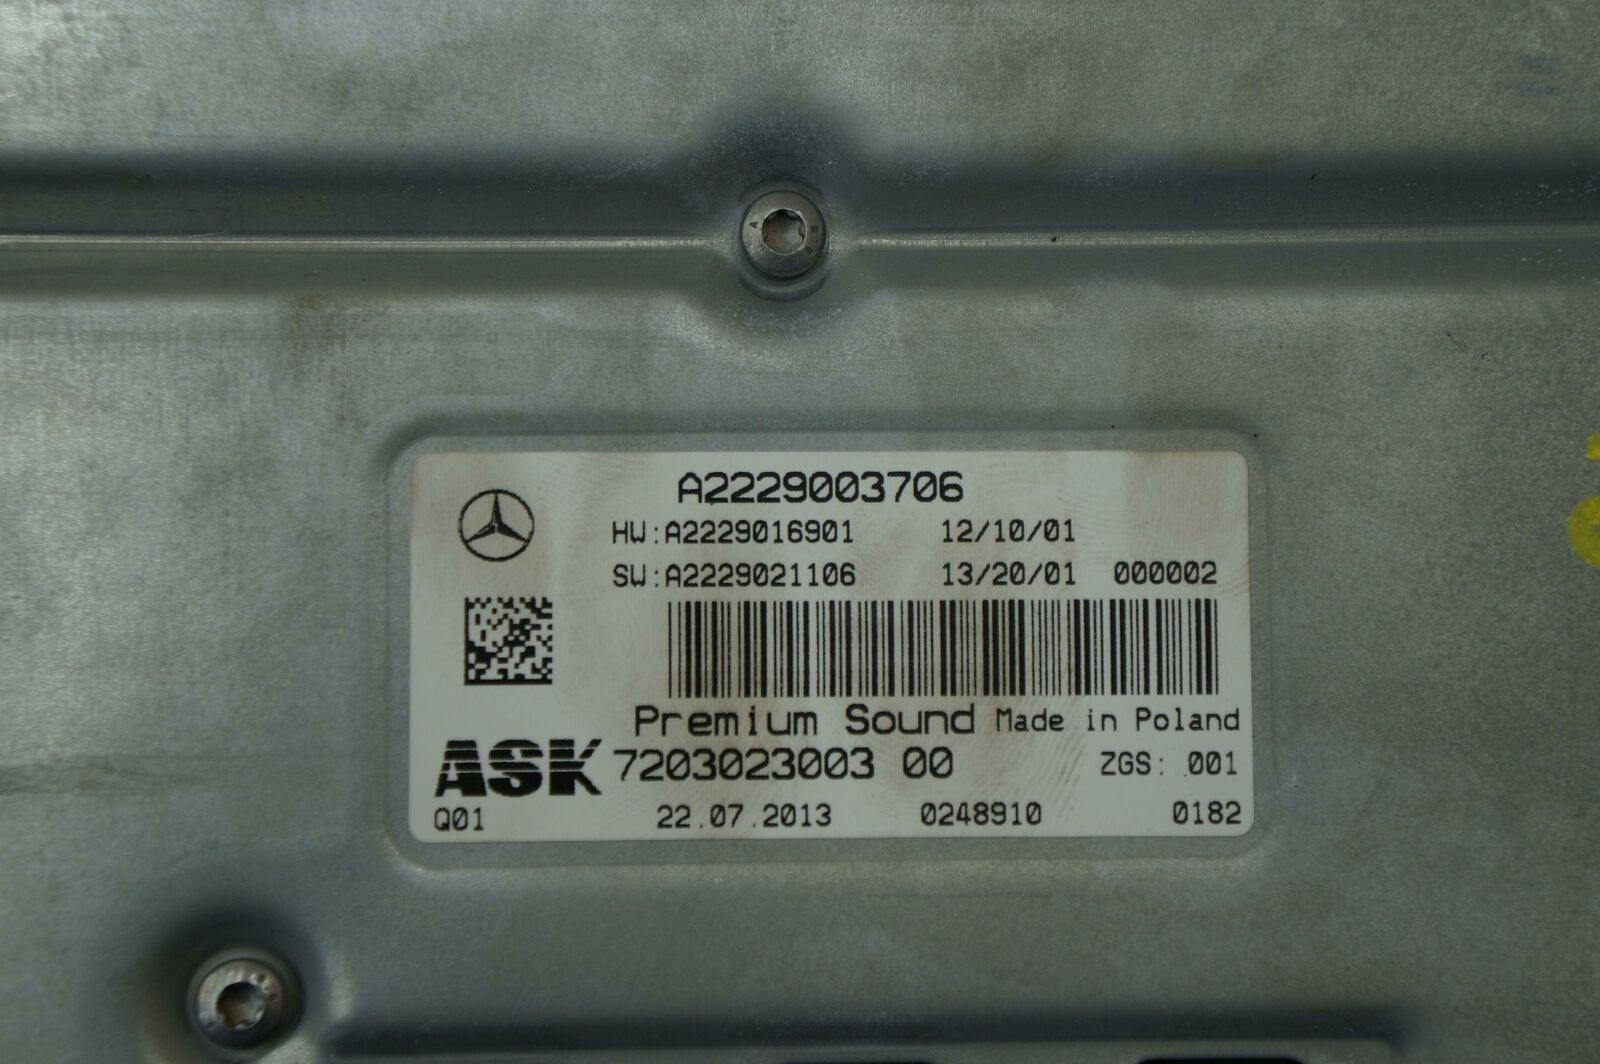 A2229003706
HW:A2229016901 12/10/01
SW:A2229021106 13/20/01 000002
Premium Sound Made in Poland
ASK 7203023003 00 ZGS: 001
Q01 22.07.2013 0248910 0182